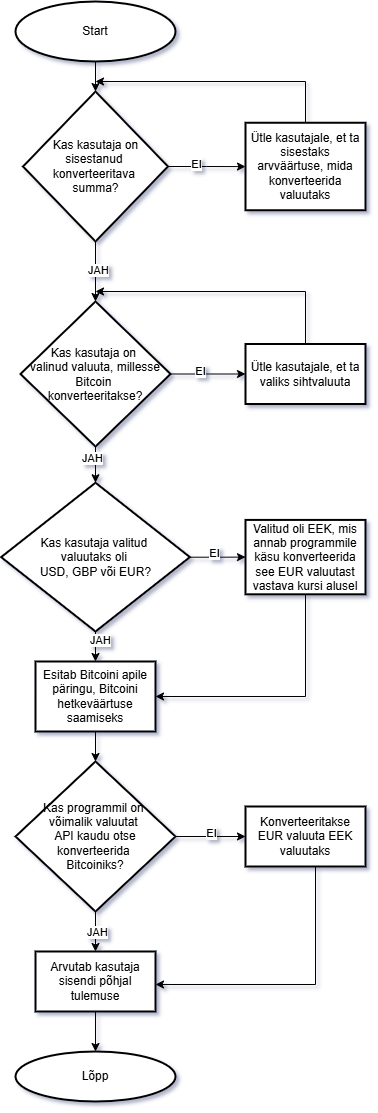 Start
Kas kasutaja on
sisestanud
konverteeritava
summa?
EI
Ütle kasutajale, et ta
sisestaks
arvväärtuse, mida
konverteerida
valuutaks
JAH
Kas kasutaja on
valinud valuuta, millesse
Bitcoin
konverteeritakse?
EI
Ütle kasutajale, et ta
valiks sihtvaluuta
JAH
Kas kasutaja valitud
valuutaks oli
USD, GBP või EUR?
EI
Valitud oli EEK, mis
annab programmile
käsu konverteerida
see EUR valuutast
vastava kursi alusel
JAH
Esitab Bitcoini apile
päringu, Bitcoini
hetkeväärtuse
saamiseks
Kas programmil on
võimalik valuutat
API kaudu otse
konverteerida
Bitcoiniks?
EI
Konverteeritakse
EUR valuuta EEK
valuutaks
JAH
Arvutab kasutaja
sisendi põhjal
tulemuse
Lõpp